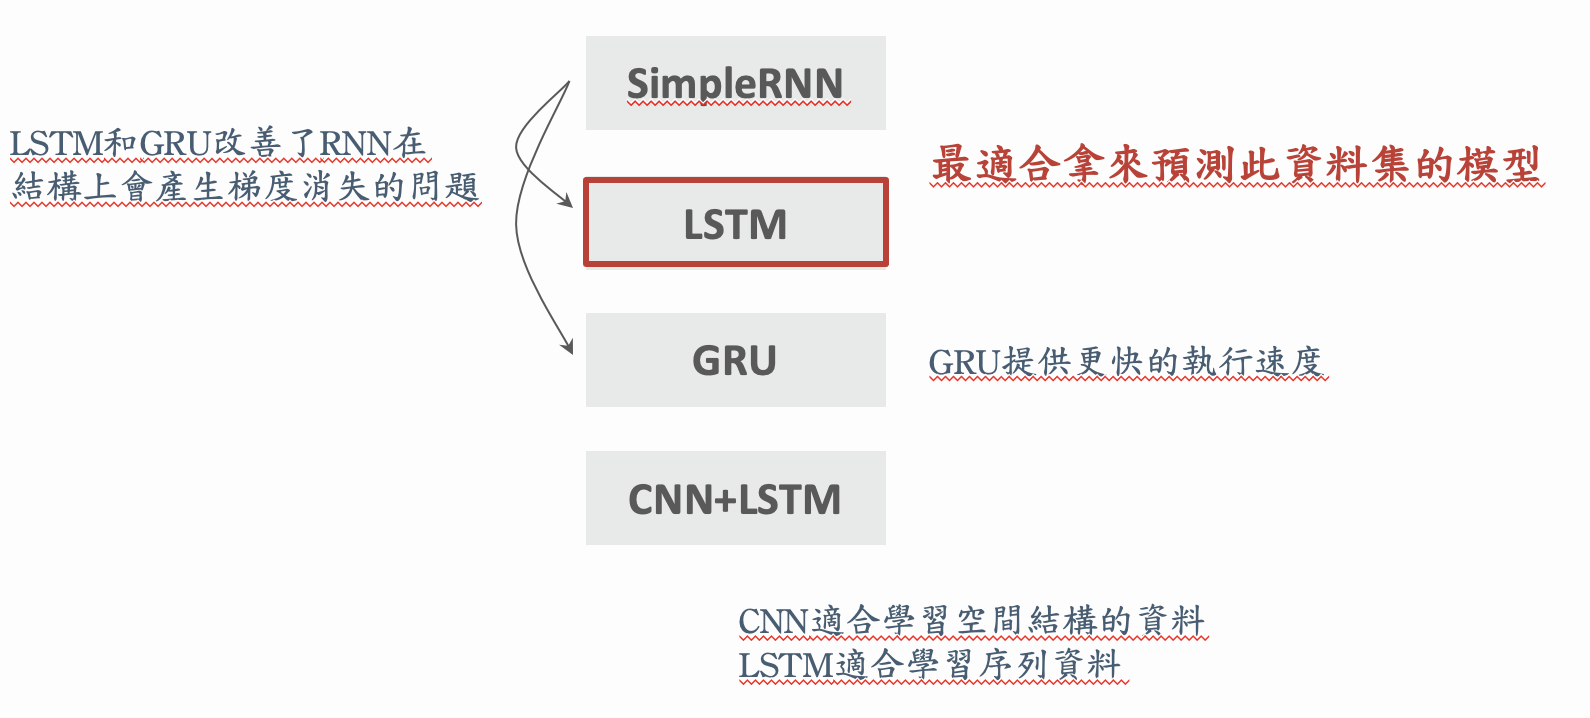 SimpleRNN
LSTM和GRU改善了RNN在
結構上會產生梯度消失的問題
最適合拿來預測此資料集的模型
LSTM
GRU
GRU提供更快的執行速度
CNN+LSTM
CNN適合學習空間結構的資料
LSTM適合學習序列資料